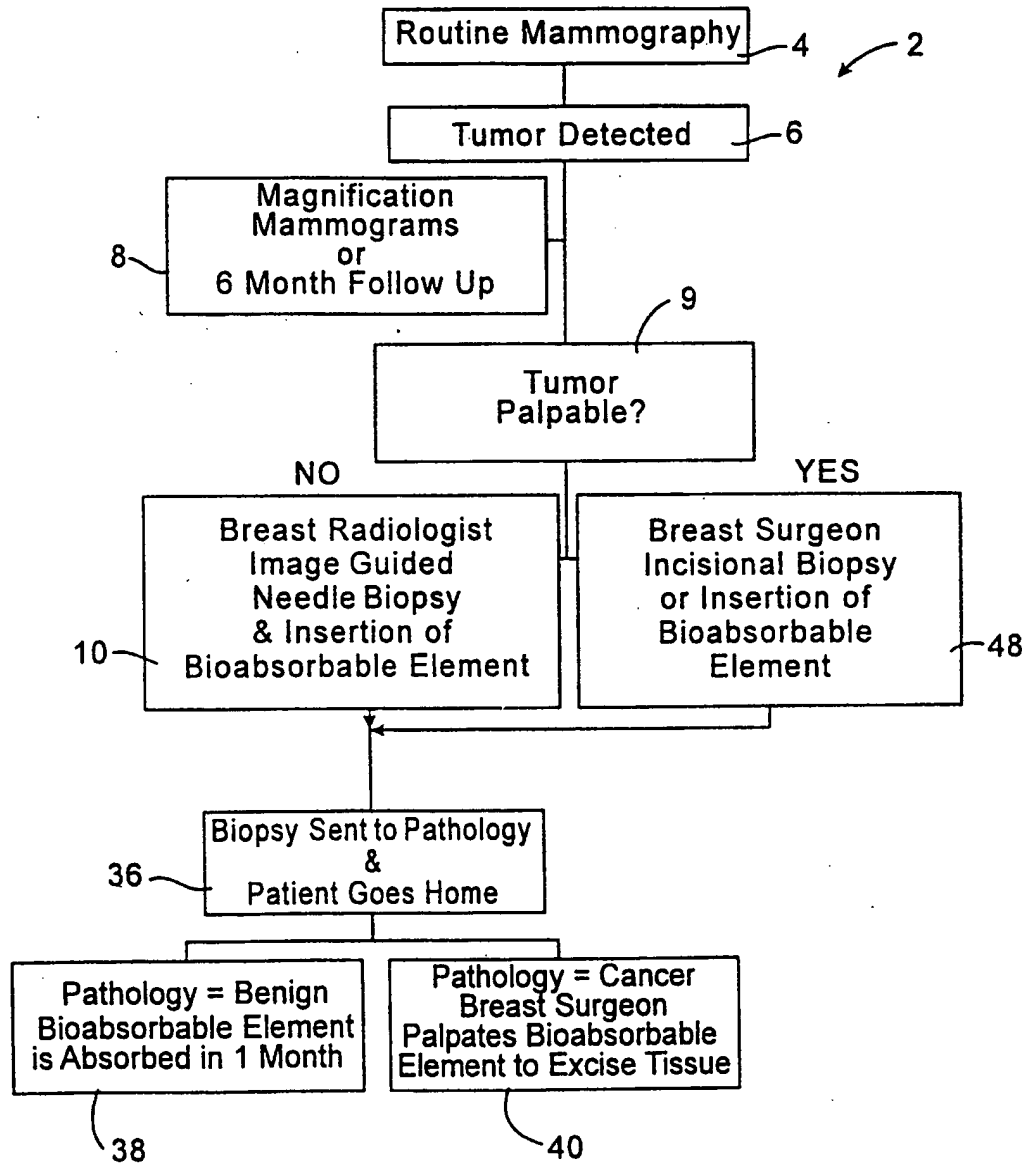 Routine Mammography
4
2
Tumor Detected
6
Magnification
Mammograms
or
6 Month Follow Up
8
9
Tumor
Palpable?
NO
YES
Breast Radiologist
Image Guided
Needle Biopsy
& Insertion of
Bioabsorbable Element
10
Breast Surgeon
Incisional Biopsy
or Insertion of
Bioabsorbable
Element
48
Biopsy Sent to Pathology
&
Patient Goes Home
36
Pathology = Benign
Bioabsorbable Element
is Absorbed in 1 Month
38
Pathology = Cancer
Breast Surgeon
Palpates Bioabsorbable
Element to Excise Tissue
40